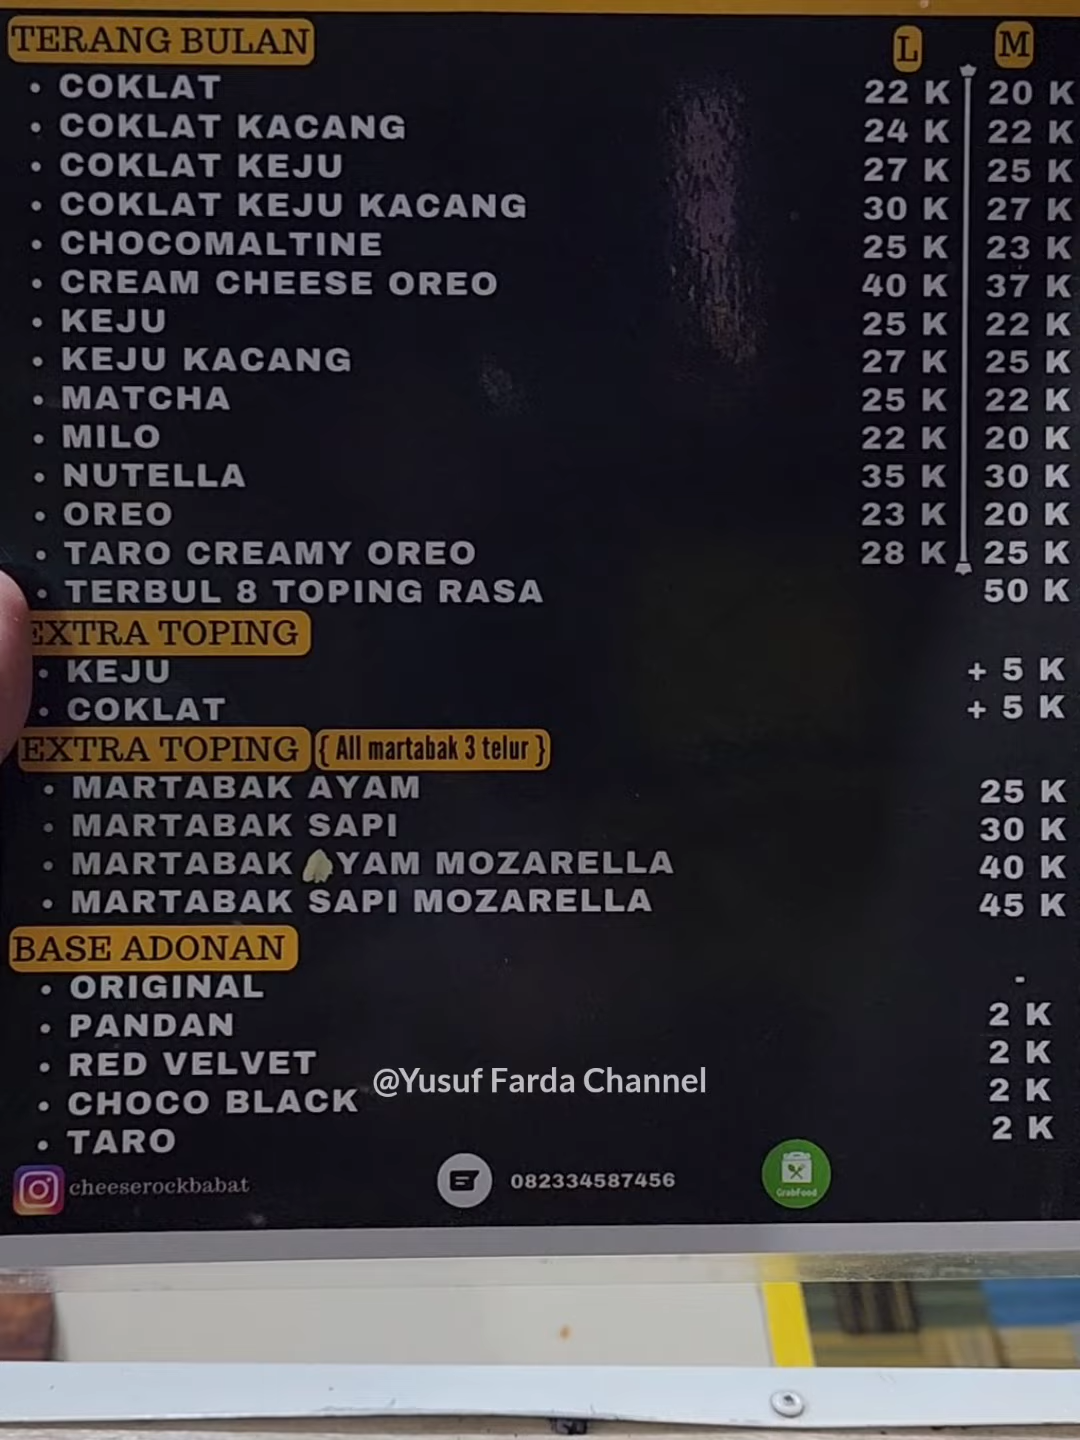 TERANG BULAN L M
• COKLAT 22 K 20 K
• COKLAT KACANG 24 K 22 K
• COKLAT KEJU 27 K 25 K
• COKLAT KEJU KACANG 30 K 27 K
• CHOCOMALTINE 25 K 23 K
• CREAM CHEESE OREO 40 K 37 K
• KEJU 25 K 22 K
• KEJU KACANG 27 K 25 K
• MATCHA 25 K 22 K
• MILO 22 K 20 K
• NUTELLA 35 K 30 K
• OREO 23 K 20 K
• TARO CREAMY OREO 28 K 25 K
• TERBUL 8 TOPING RASA 50 K
EXTRA TOPING
• KEJU + 5 K
• COKLAT + 5 K
EXTRA TOPING { All martabak 3 telur }
• MARTABAK AYAM 25 K
• MARTABAK SAPI 30 K
• MARTABAK AYAM MOZARELLA 40 K
• MARTABAK SAPI MOZARELLA 45 K
BASE ADONAN
• ORIGINAL -
• PANDAN 2 K
• RED VELVET 2 K
• CHOCO BLACK 2 K
• TARO 2 K
@Yusuf Farda Channel
cheeserockbabat 082334587456 GrabFood